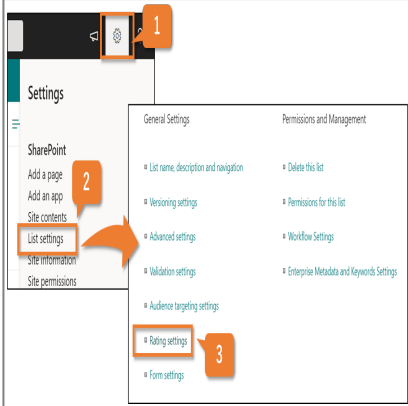 1
Settings
SharePoint
Add a page
Add an app
Site contents
List settings
Site information
Site permissions
2
General Settings
List name, description and navigation
Versioning settings
Advanced settings
Validation settings
Audience targeting settings
Rating settings
Form settings
3
Permissions and Management
Delete this list
Permissions for this list
Workflow Settings
Enterprise Metadata and Keywords Settings